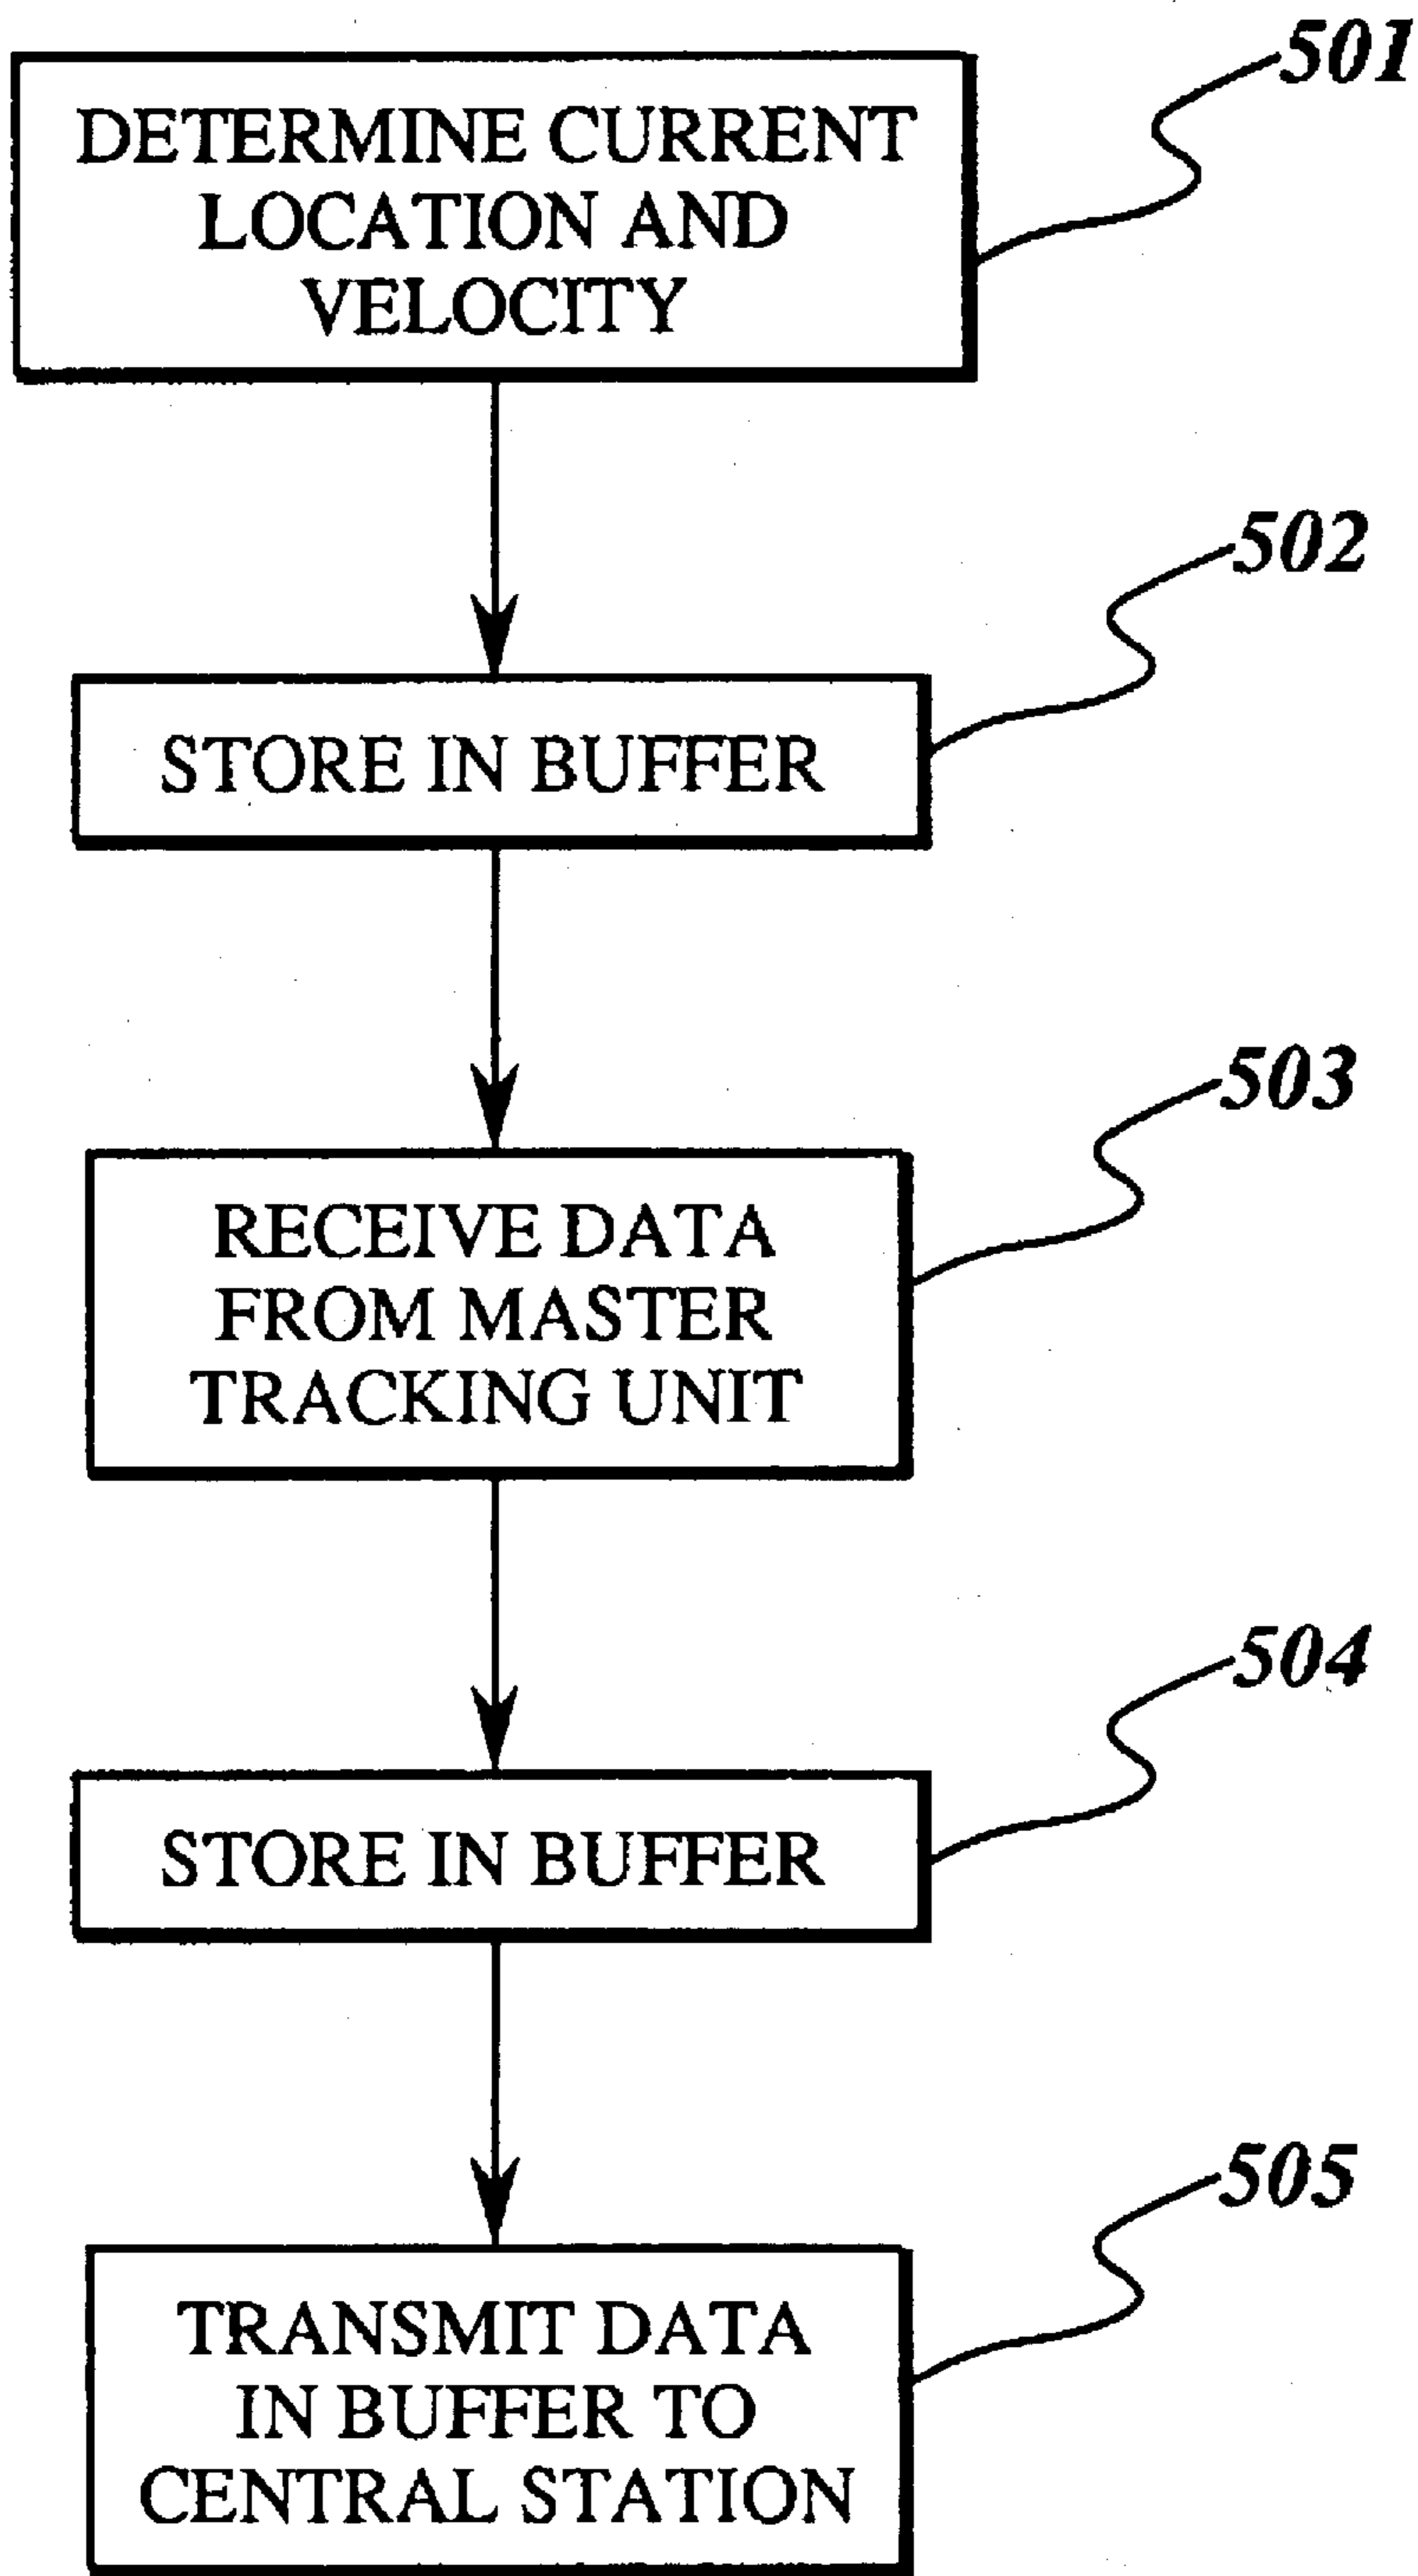 501
DETERMINE CURRENT
LOCATION AND
VELOCITY
502
STORE IN BUFFER
503
RECEIVE DATA
FROM MASTER
TRACKING UNIT
504
STORE IN BUFFER
505
TRANSMIT DATA
IN BUFFER TO
CENTRAL STATION